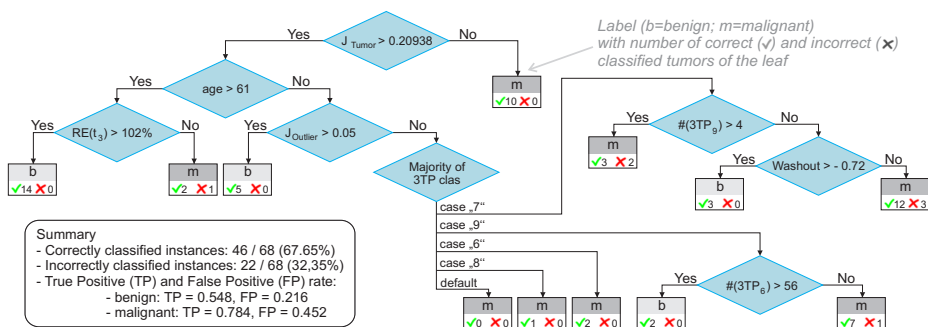 Label (b=benign; m=malignant)
with number of correct (✓) and incorrect (✗)
classified tumors of the leaf
J Tumor > 0.20938
Yes
No
m
✓10 ✗0
age > 61
Yes
No
RE(t3) > 102%
Yes
No
b
✓14 ✗0
m
✓2 ✗1
JOutlier > 0.05
Yes
No
b
✓5 ✗0
Majority of
3TP clas
case „7“
case „9“
case „6“
case „8“
default
#(3TP9) > 4
Yes
No
m
✓3 ✗2
Washout > - 0.72
Yes
No
b
✓3 ✗0
m
✓12 ✗3
#(3TP6) > 56
Yes
No
m
✓0 ✗0
m
✓1 ✗0
m
✓2 ✗0
b
✓2 ✗0
m
✓7 ✗1
Summary
- Correctly classified instances: 46 / 68 (67.65%)
- Incorrectly classified instances: 22 / 68 (32,35%)
- True Positive (TP) and False Positive (FP) rate:
- benign: TP = 0.548, FP = 0.216
- malignant: TP = 0.784, FP = 0.452